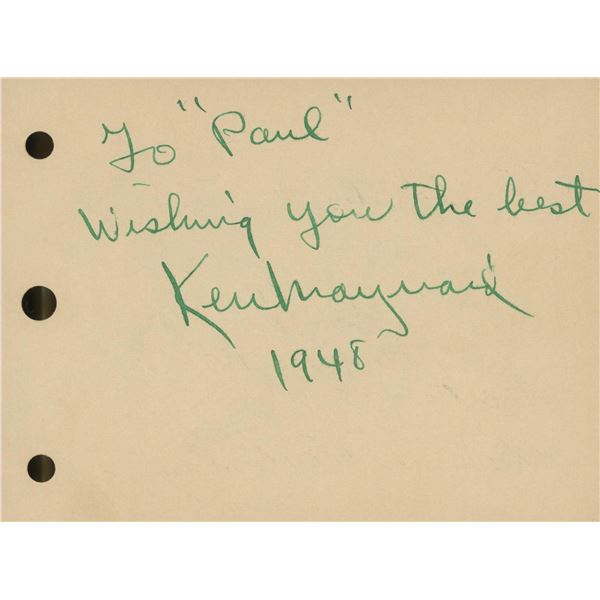 To "Paul"
Wishing you the best
Ken Maynard
1948